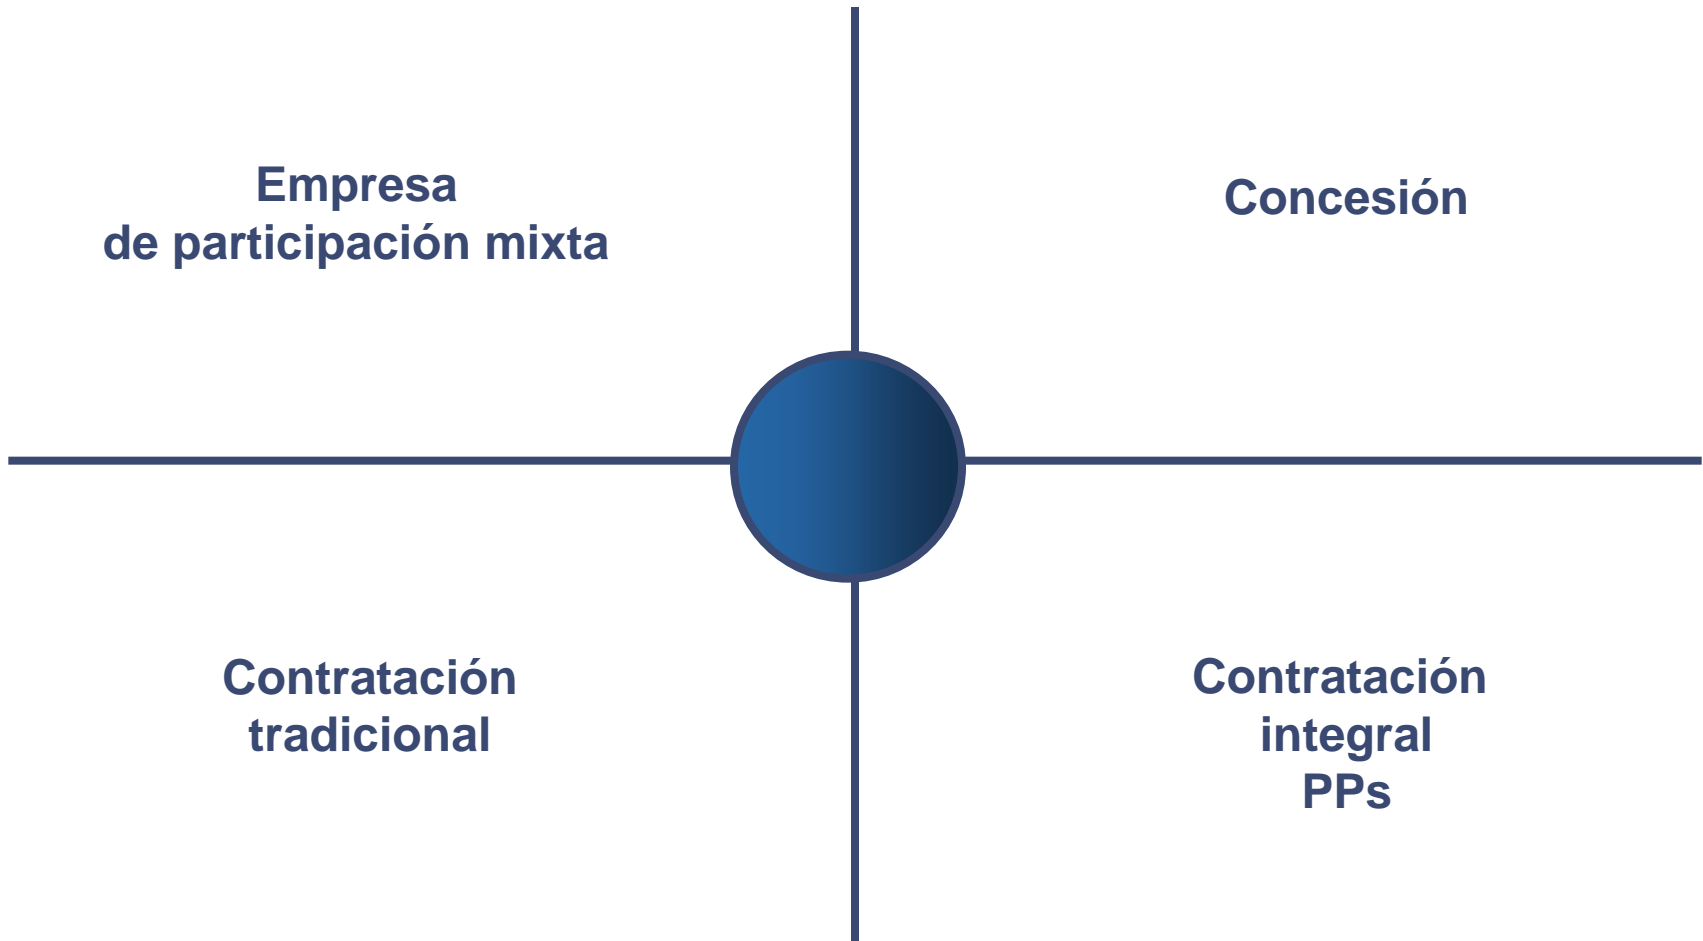 Empresa
de participación mixta
Concesión
Contratación
tradicional
Contratación
integral
PPs